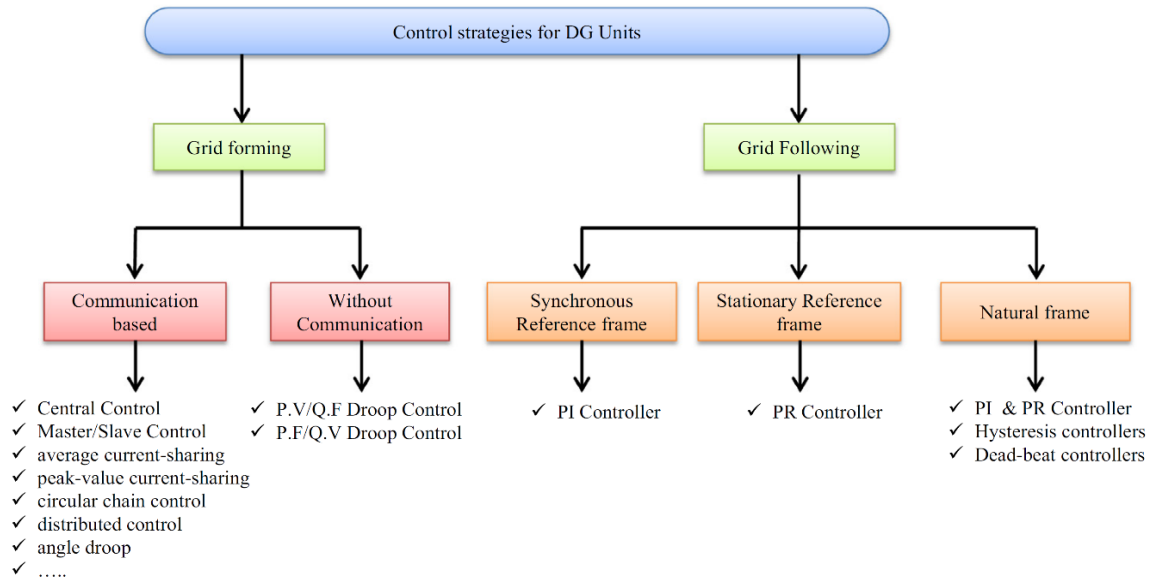 Control strategies for DG Units
Grid forming
Grid Following
Communication
based
Without
Communication
Synchronous
Reference frame
Stationary Reference
frame
Natural frame
✓ Central Control
✓ Master/Slave Control
✓ average current-sharing
✓ peak-value current-sharing
✓ circular chain control
✓ distributed control
✓ angle droop
✓ …..
✓ P.V/Q.F Droop Control
✓ P.F/Q.V Droop Control
✓ PI Controller
✓ PR Controller
✓ PI & PR Controller
✓ Hysteresis controllers
✓ Dead-beat controllers